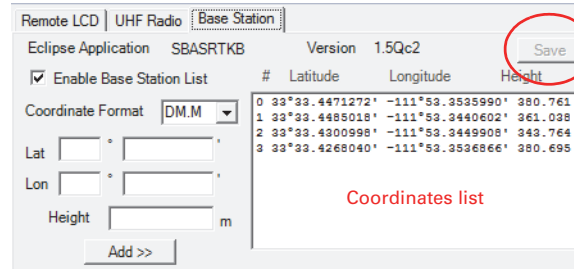 Remote LCD UHF Radio Base Station
Eclipse Application SBASRTKB Version 1.5Qc2 Save
Enable Base Station List # Latitude Longitude Height
Coordinate Format DM.M
0 33°33.4471272' -111°53.3535990' 380.761
1 33°33.4485018' -111°53.3440602' 361.038
2 33°33.4300998' -111°53.3449908' 343.764
3 33°33.4268040' -111°53.3536866' 380.695
Lat ° '
Lon ° '
Height m
Add >>
Coordinates list